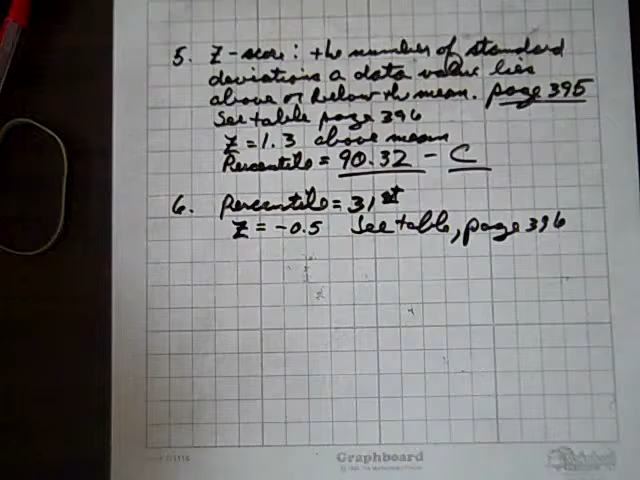 5. Z-score: the number of standard
deviations a data value lies
above or below the mean. page 395
See table page 396
Z = 1.3 above mean
Percentile = 90.32 - C
6. Percentile = 31st
Z = -0.5 See table, page 396
Graphboard